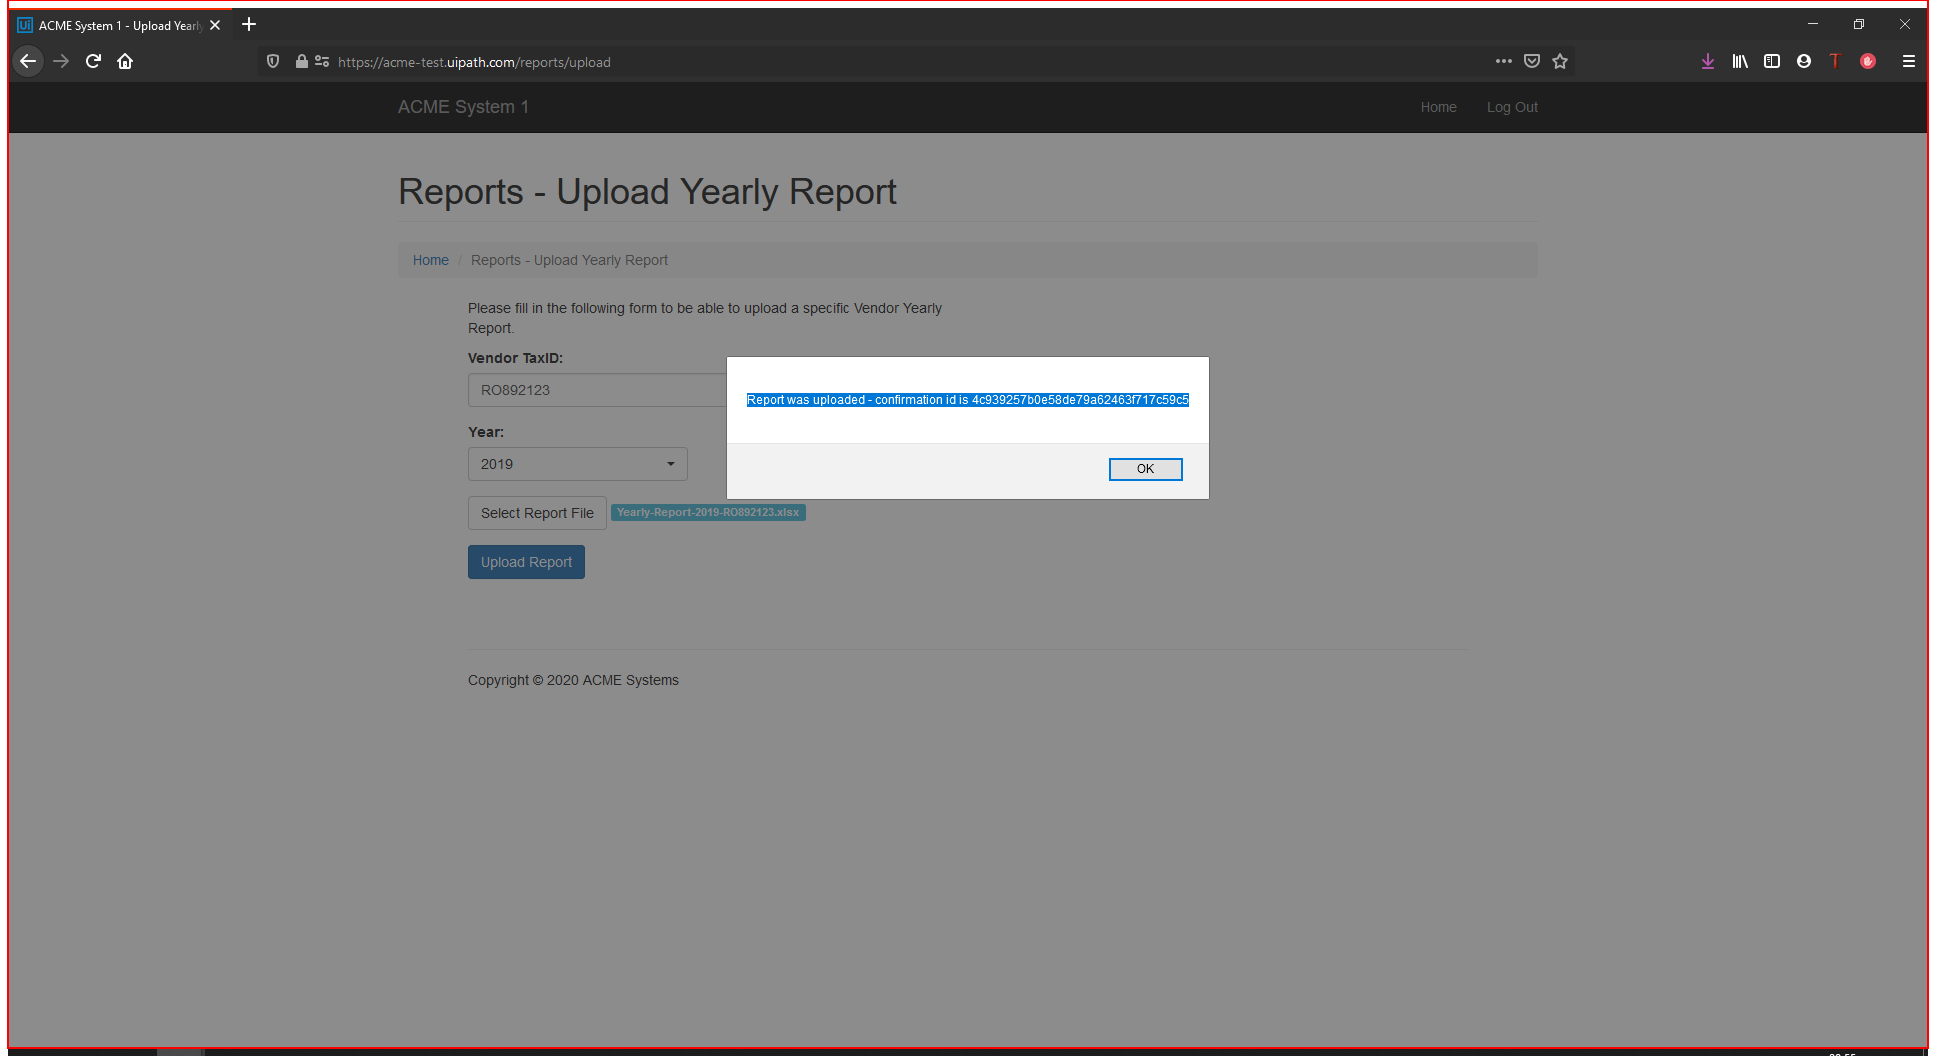 ACME System 1 - Upload Yearly
https://acme-test.uipath.com/reports/upload
ACME System 1
Home
Log Out
Reports - Upload Yearly Report
Home / Reports - Upload Yearly Report
Please fill in the following form to be able to upload a specific Vendor Yearly
Report.
Vendor TaxID:
RO892123
Report was uploaded - confirmation id is 4c939257b0e58de79a62463f717c59c5
OK
Year:
2019
Select Report File
Yearly-Report-2019-RO892123.xlsx
Upload Report
Copyright © 2020 ACME Systems